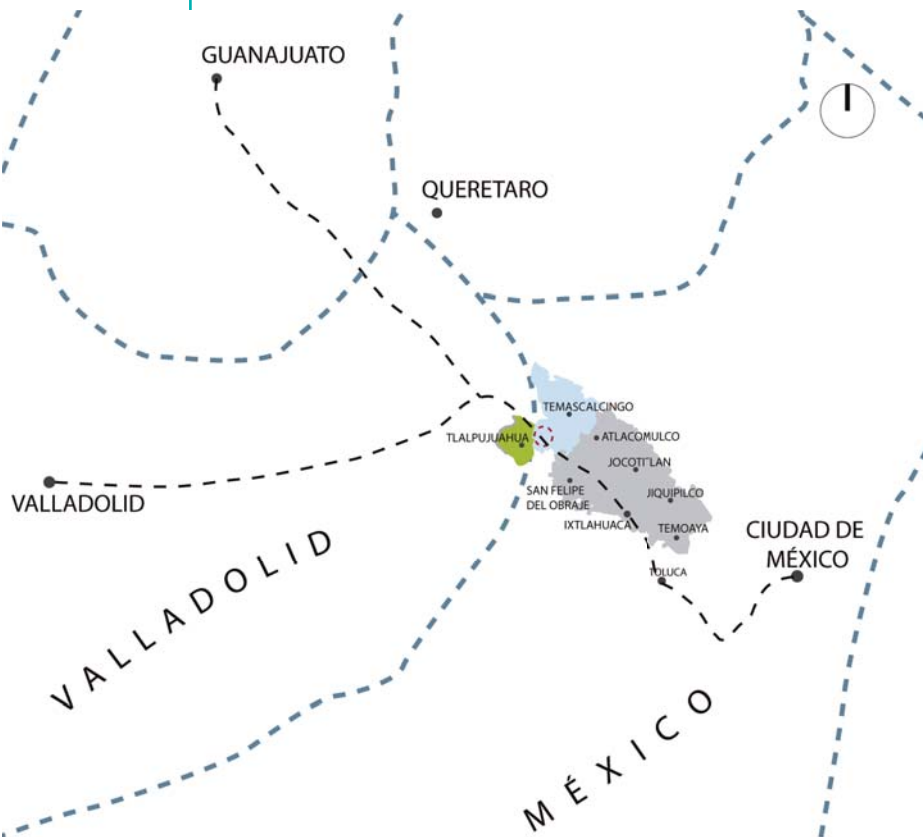 GUANAJUATO
QUERETARO
TEMASCALCINGO
TLALPUJUAHUA
ATLACOMULCO
JOCOTITLAN
SAN FELIPE
DEL OBRAJE
JIQUIPILCO
VALLADOLID
IXTLAHUACA
TEMOAYA
CIUDAD DE
MÉXICO
TOLUCA
VALLADOLID
MÉXICO